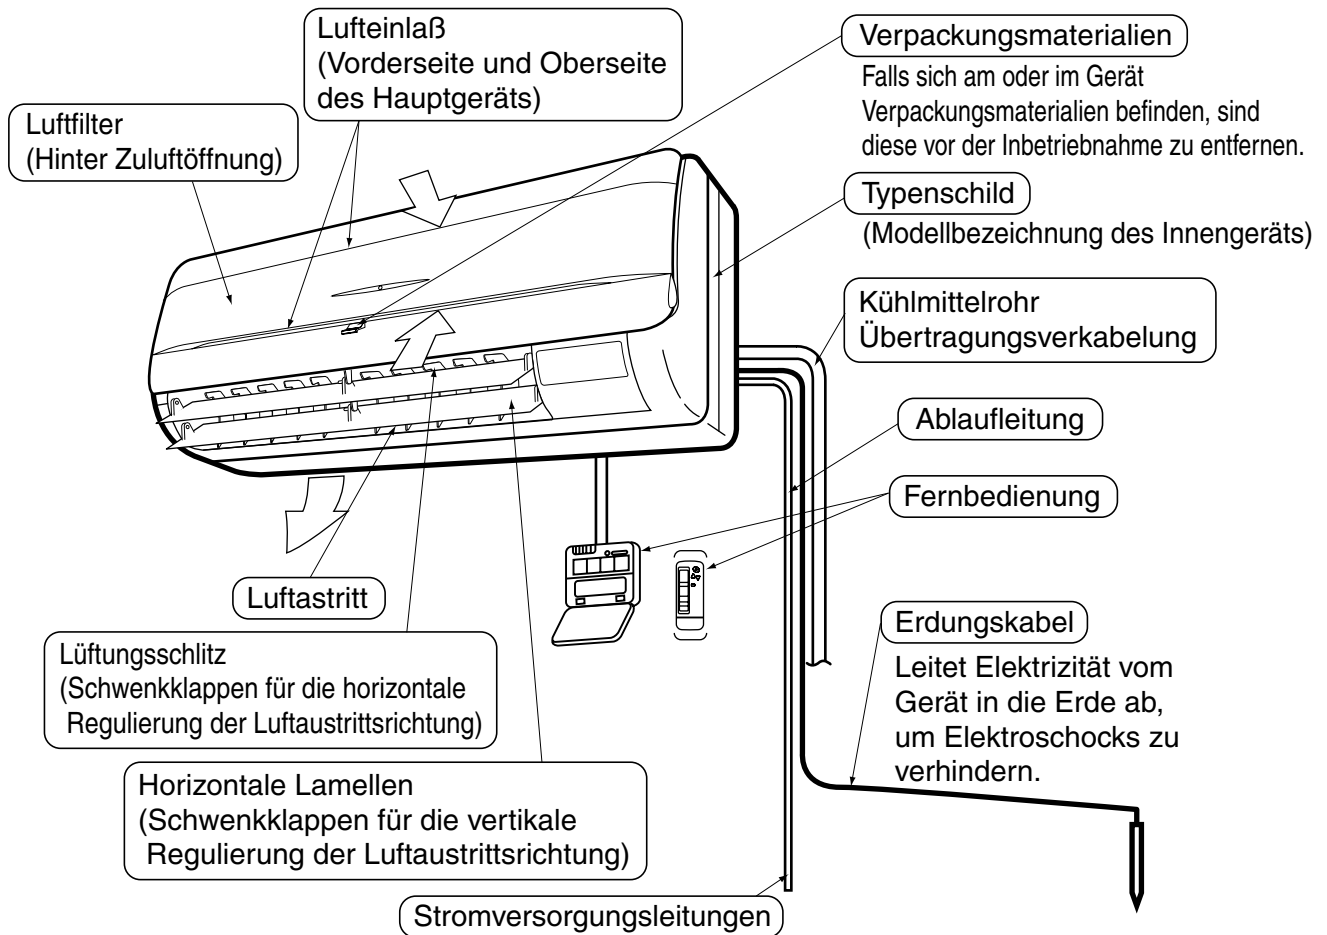 Lufteinlaß
(Vorderseite und Oberseite
des Hauptgeräts)
Verpackungsmaterialien
Falls sich am oder im Gerät
Verpackungsmaterialien befinden, sind
diese vor der Inbetriebnahme zu entfernen.
Luftfilter
(Hinter Zuluftöffnung)
Typenschild
(Modellbezeichnung des Innengeräts)
Kühlmittelrohr
Übertragungsverkabelung
Ablaufleitung
Fernbedienung
Luftastritt
Erdungskabel
Leitet Elektrizität vom
Gerät in die Erde ab,
um Elektroschocks zu
verhindern.
Lüftungsschlitz
(Schwenkklappen für die horizontale
Regulierung der Luftaustrittsrichtung)
Horizontale Lamellen
(Schwenkklappen für die vertikale
Regulierung der Luftaustrittsrichtung)
Stromversorgungsleitungen